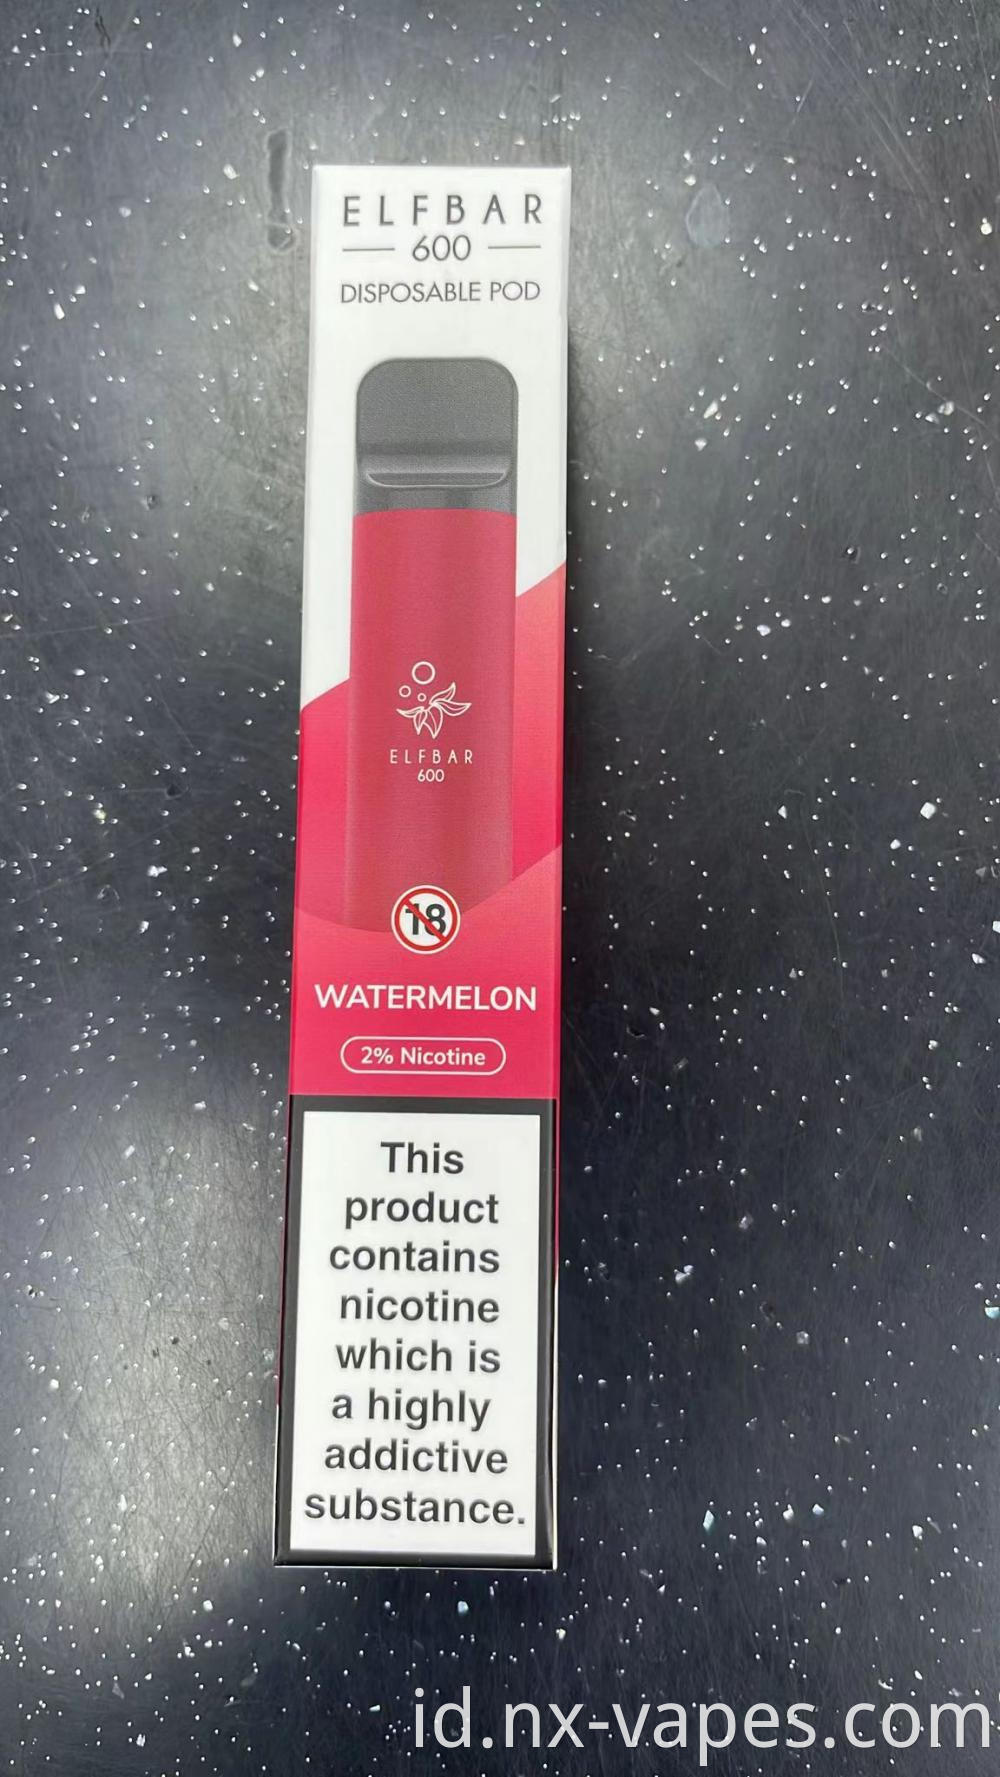 ELFBAR
600
DISPOSABLE POD
ELFBAR
600
18
WATERMELON
2% Nicotine
This
product
contains
nicotine
which is
a highly
addictive
substance.
id.nx-vapes.com